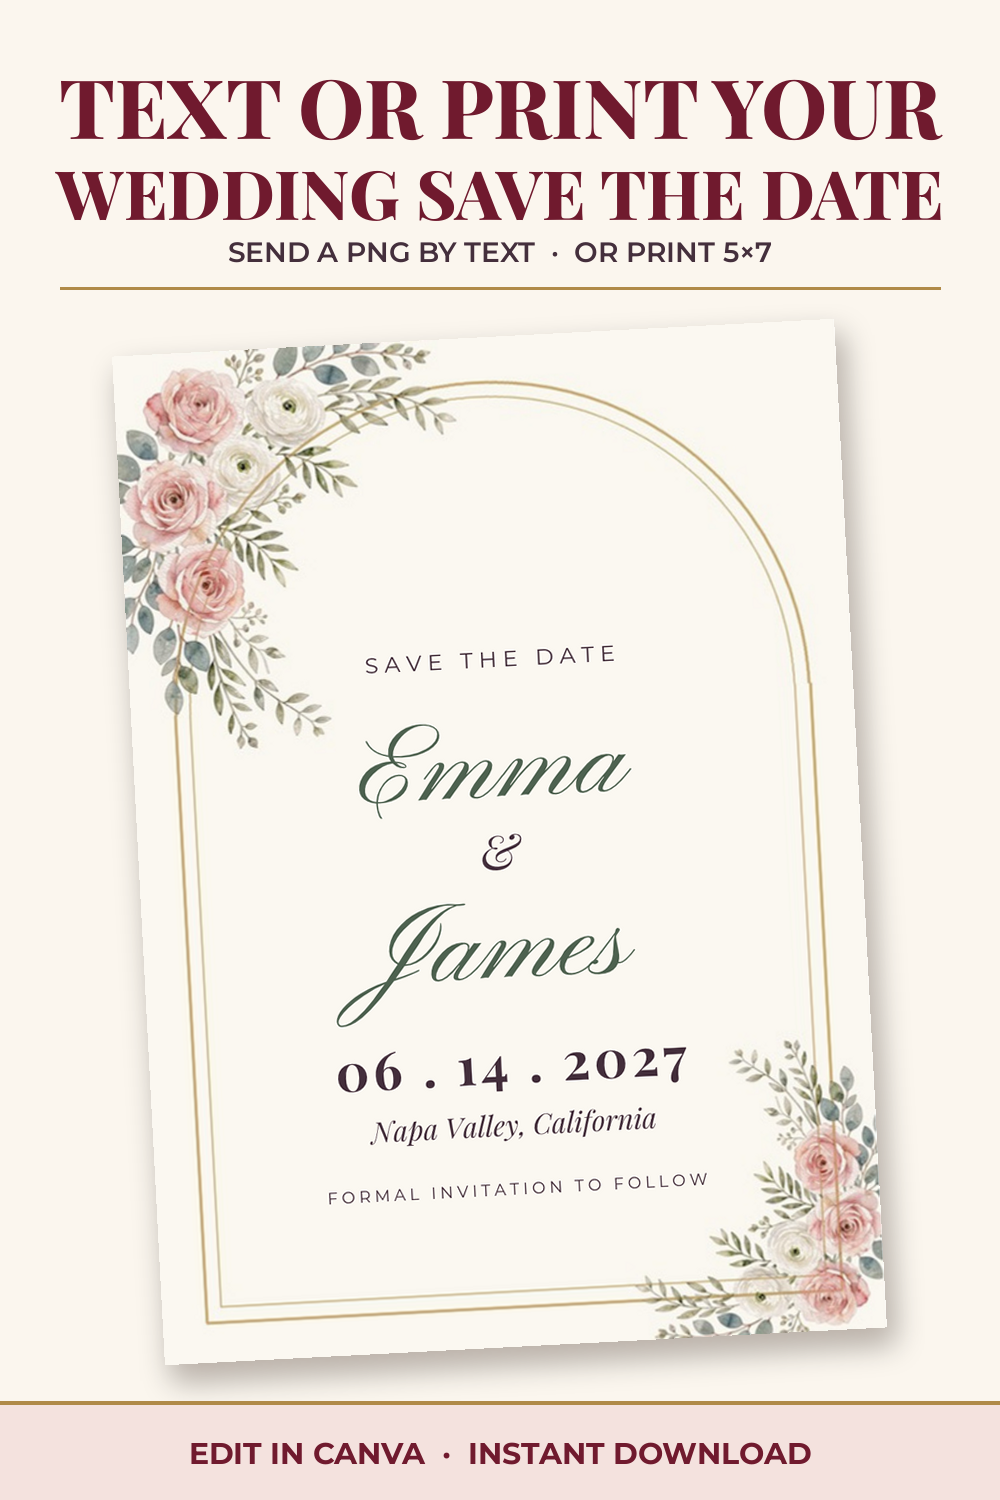 TEXT OR PRINT YOUR
WEDDING SAVE THE DATE
SEND A PNG BY TEXT · OR PRINT 5×7
SAVE THE DATE
Emma
&
James
06 . 14 . 2027
Napa Valley, California
FORMAL INVITATION TO FOLLOW
EDIT IN CANVA · INSTANT DOWNLOAD